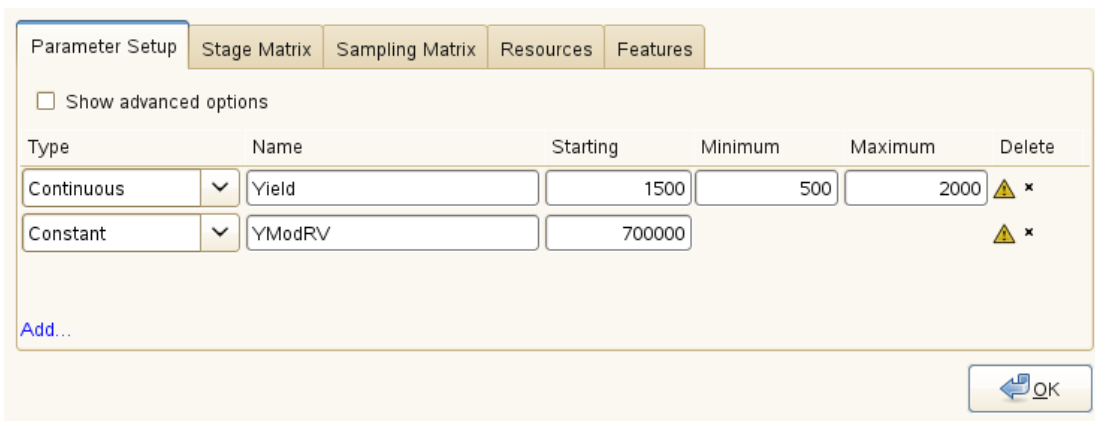 Parameter Setup Stage Matrix Sampling Matrix Resources Features
Show advanced options
Type Name Starting Minimum Maximum Delete
Continuous Yield 1500 500 2000
Constant YModRV 700000
Add...
OK